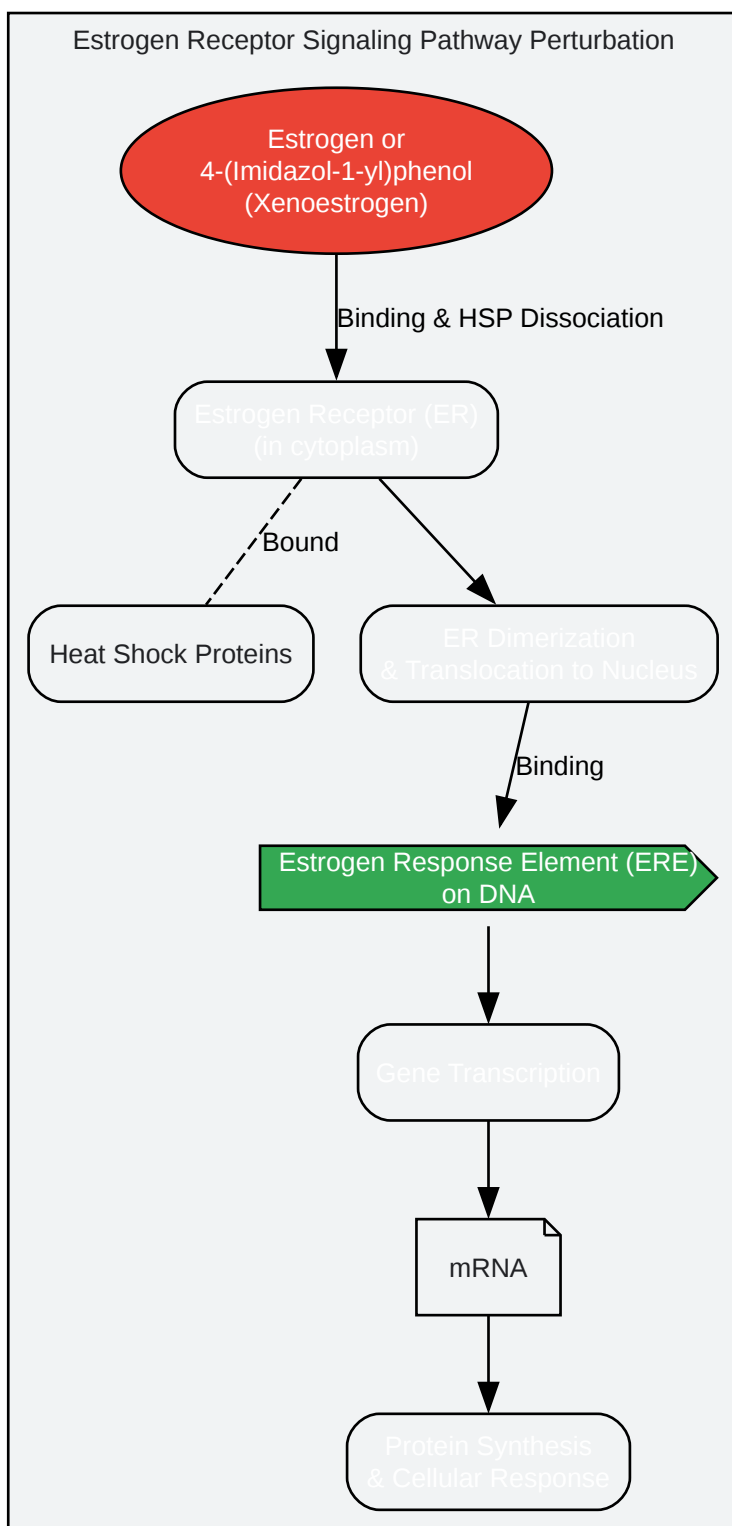 Estrogen Receptor Signaling Pathway Perturbation
Estrogen or
4-(Imidazol-1-yl)phenol
(Xenoestrogen)
Binding & HSP Dissociation
Estrogen Receptor (ER)
(in cytoplasm)
Bound
Heat Shock Proteins
ER Dimerization
& Translocation to Nucleus
Binding
Estrogen Response Element (ERE)
on DNA
Gene Transcription
mRNA
Protein Synthesis
& Cellular Response